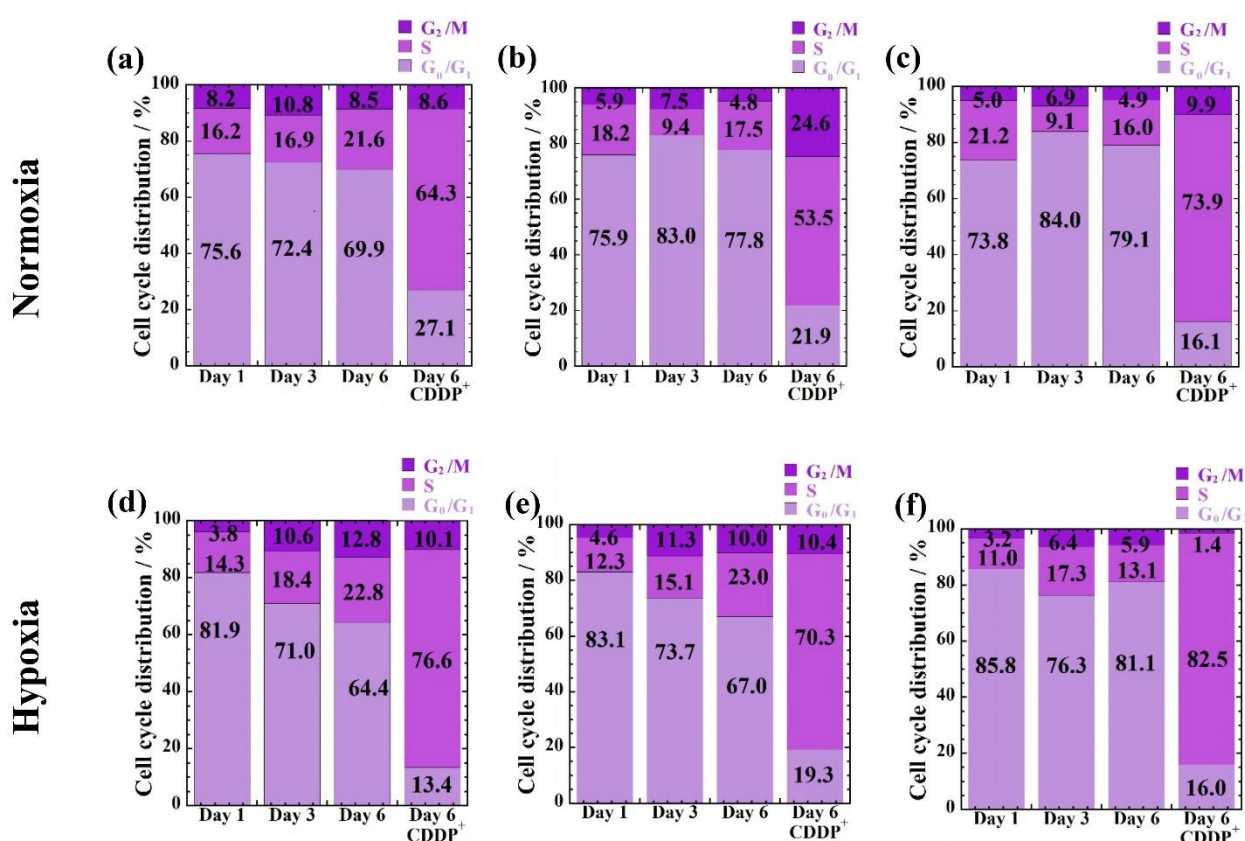 Normoxia
(a)
G₂/M
S
G₀/G₁
Cell cycle distribution / %
100
80
60
40
20
0
8.2
16.2
75.6
10.8
16.9
72.4
8.5
21.6
69.9
8.6
64.3
27.1
Day 1
Day 3
Day 6
Day 6
CDDP⁺
(b)
G₂/M
S
G₀/G₁
Cell cycle distribution / %
100
80
60
40
20
0
5.9
18.2
75.9
7.5
9.4
83.0
4.8
17.5
77.8
24.6
53.5
21.9
Day 1
Day 3
Day 6
Day 6
CDDP⁺
(c)
G₂/M
S
G₀/G₁
Cell cycle distribution / %
100
80
60
40
20
0
5.0
21.2
73.8
6.9
9.1
84.0
4.9
16.0
79.1
9.9
73.9
16.1
Day 1
Day 3
Day 6
Day 6
CDDP⁺
Hypoxia
(d)
G₂/M
S
G₀/G₁
Cell cycle distribution / %
100
80
60
40
20
0
3.8
14.3
81.9
10.6
18.4
71.0
12.8
22.8
64.4
10.1
76.6
13.4
Day 1
Day 3
Day 6
Day 6
CDDP⁺
(e)
G₂/M
S
G₀/G₁
Cell cycle distribution / %
100
80
60
40
20
0
4.6
12.3
83.1
11.3
15.1
73.7
10.0
23.0
67.0
10.4
70.3
19.3
Day 1
Day 3
Day 6
Day 6
CDDP⁺
(f)
G₂/M
S
G₀/G₁
Cell cycle distribution / %
100
80
60
40
20
0
3.2
11.0
85.8
6.4
17.3
76.3
5.9
13.1
81.1
1.4
82.5
16.0
Day 1
Day 3
Day 6
Day 6
CDDP⁺